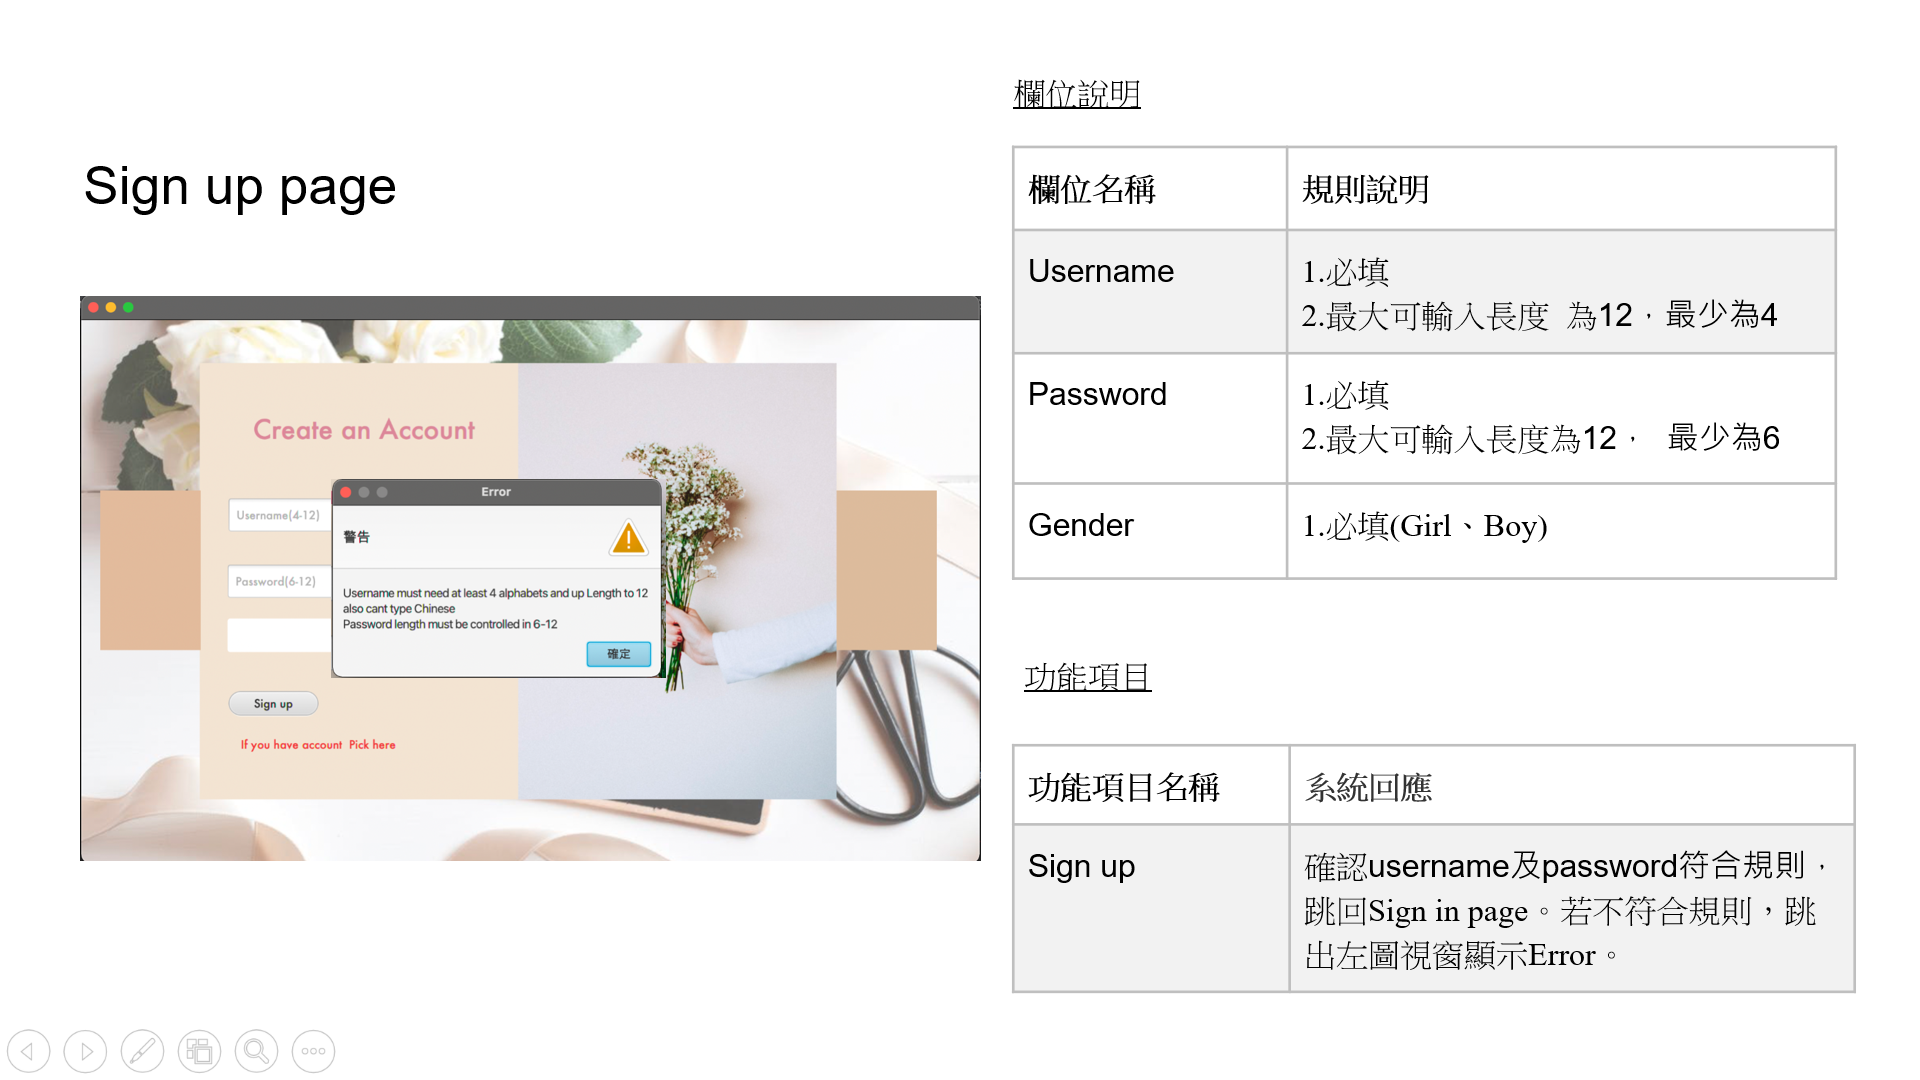 Sign up page
Create an Account
Username(4-12)
Password(6-12)
Sign up
If you have account  Pick here
Error
警告
Username must need at least 4 alphabets and up Length to 12
also cant type Chinese
Password length must be controlled in 6-12
確定
欄位說明
欄位名稱
規則說明
Username
1.必填
2.最大可輸入長度 為12，最少為4
Password
1.必填
2.最大可輸入長度為12， 最少為6
Gender
1.必填(Girl、Boy)
功能項目
功能項目名稱
系統回應
Sign up
確認username及password符合規則，
跳回Sign in page。若不符合規則，跳
出左圖視窗顯示Error。